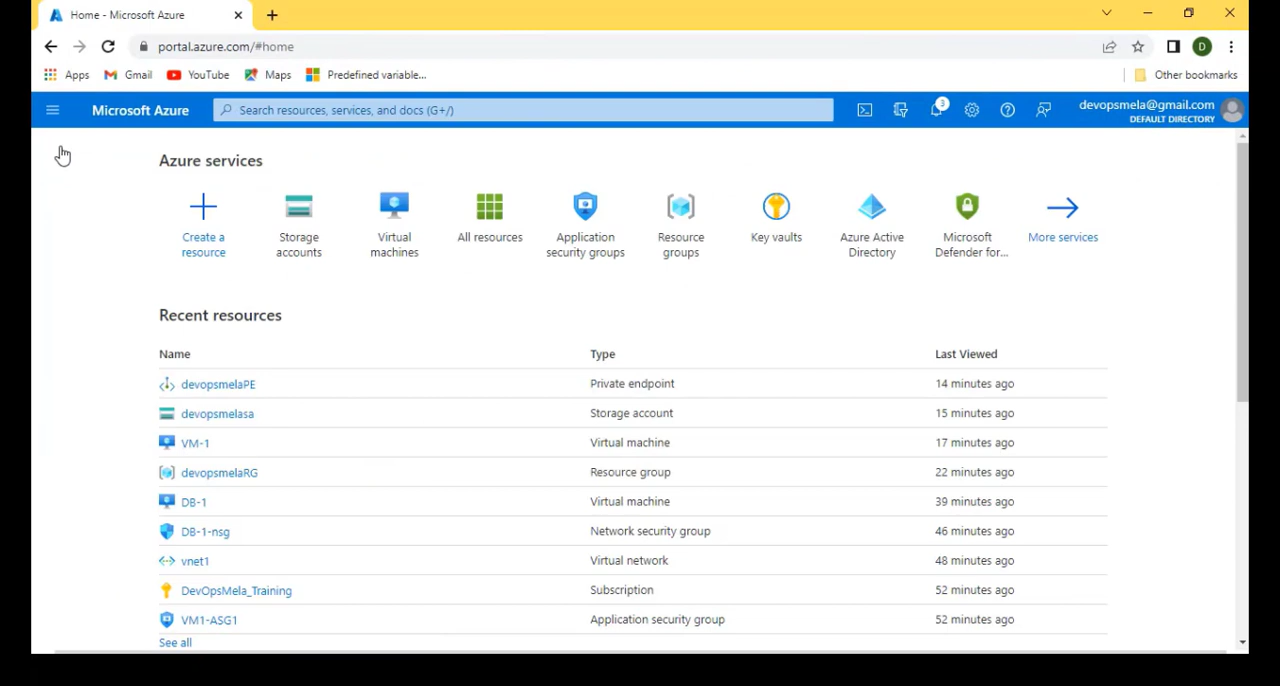 Home - Microsoft Azure
portal.azure.com/#home
Apps Gmail YouTube Maps Predefined variable... Other bookmarks
Microsoft Azure Search resources, services, and docs (G+/) 3 devopsmela@gmail.com
DEFAULT DIRECTORY
D
Azure services
Create a resource
Storage accounts
Virtual machines
All resources
Application security groups
Resource groups
Key vaults
Azure Active Directory
Microsoft Defender for...
More services
Recent resources
Name Type Last Viewed
devopsmelaPE Private endpoint 14 minutes ago
devopsmelasa Storage account 15 minutes ago
VM-1 Virtual machine 17 minutes ago
devopsmelaRG Resource group 22 minutes ago
DB-1 Virtual machine 39 minutes ago
DB-1-nsg Network security group 46 minutes ago
vnet1 Virtual network 48 minutes ago
DevOpsMela_Training Subscription 52 minutes ago
VM1-ASG1 Application security group 52 minutes ago
See all